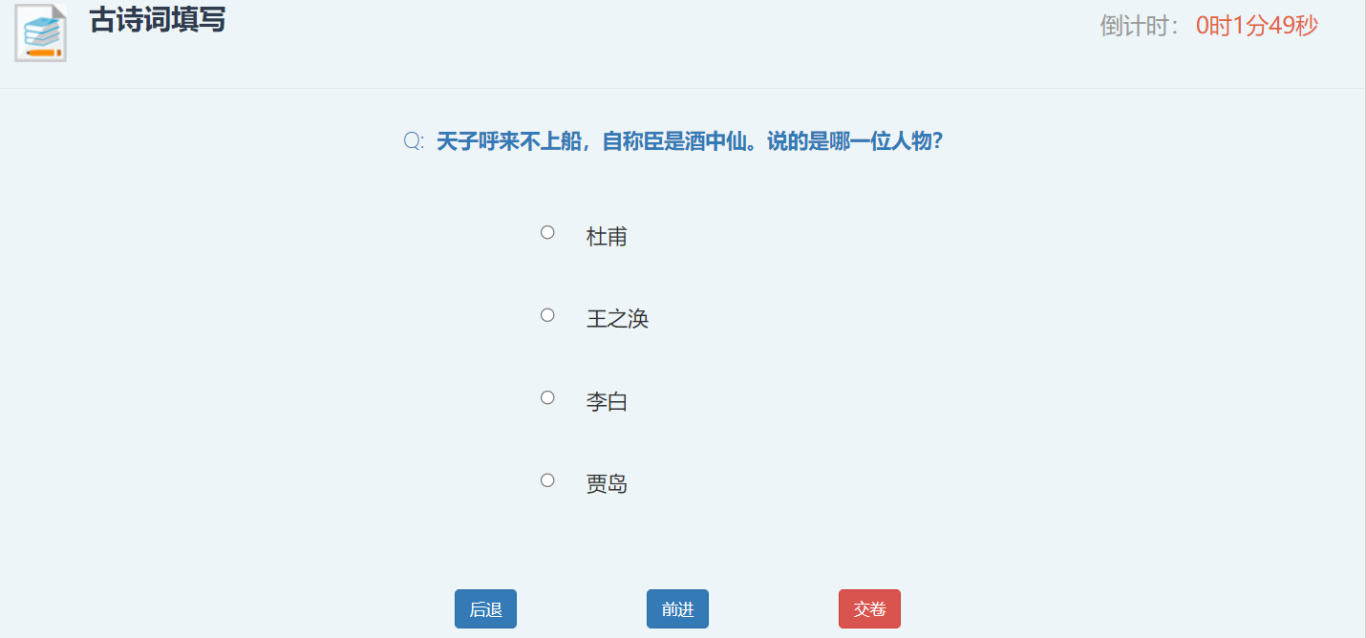 古诗词填写
倒计时： 0时1分49秒
Q: 天子呼来不上船，自称臣是酒中仙。说的是哪一位人物?
杜甫
王之涣
李白
贾岛
后退 前进 交卷